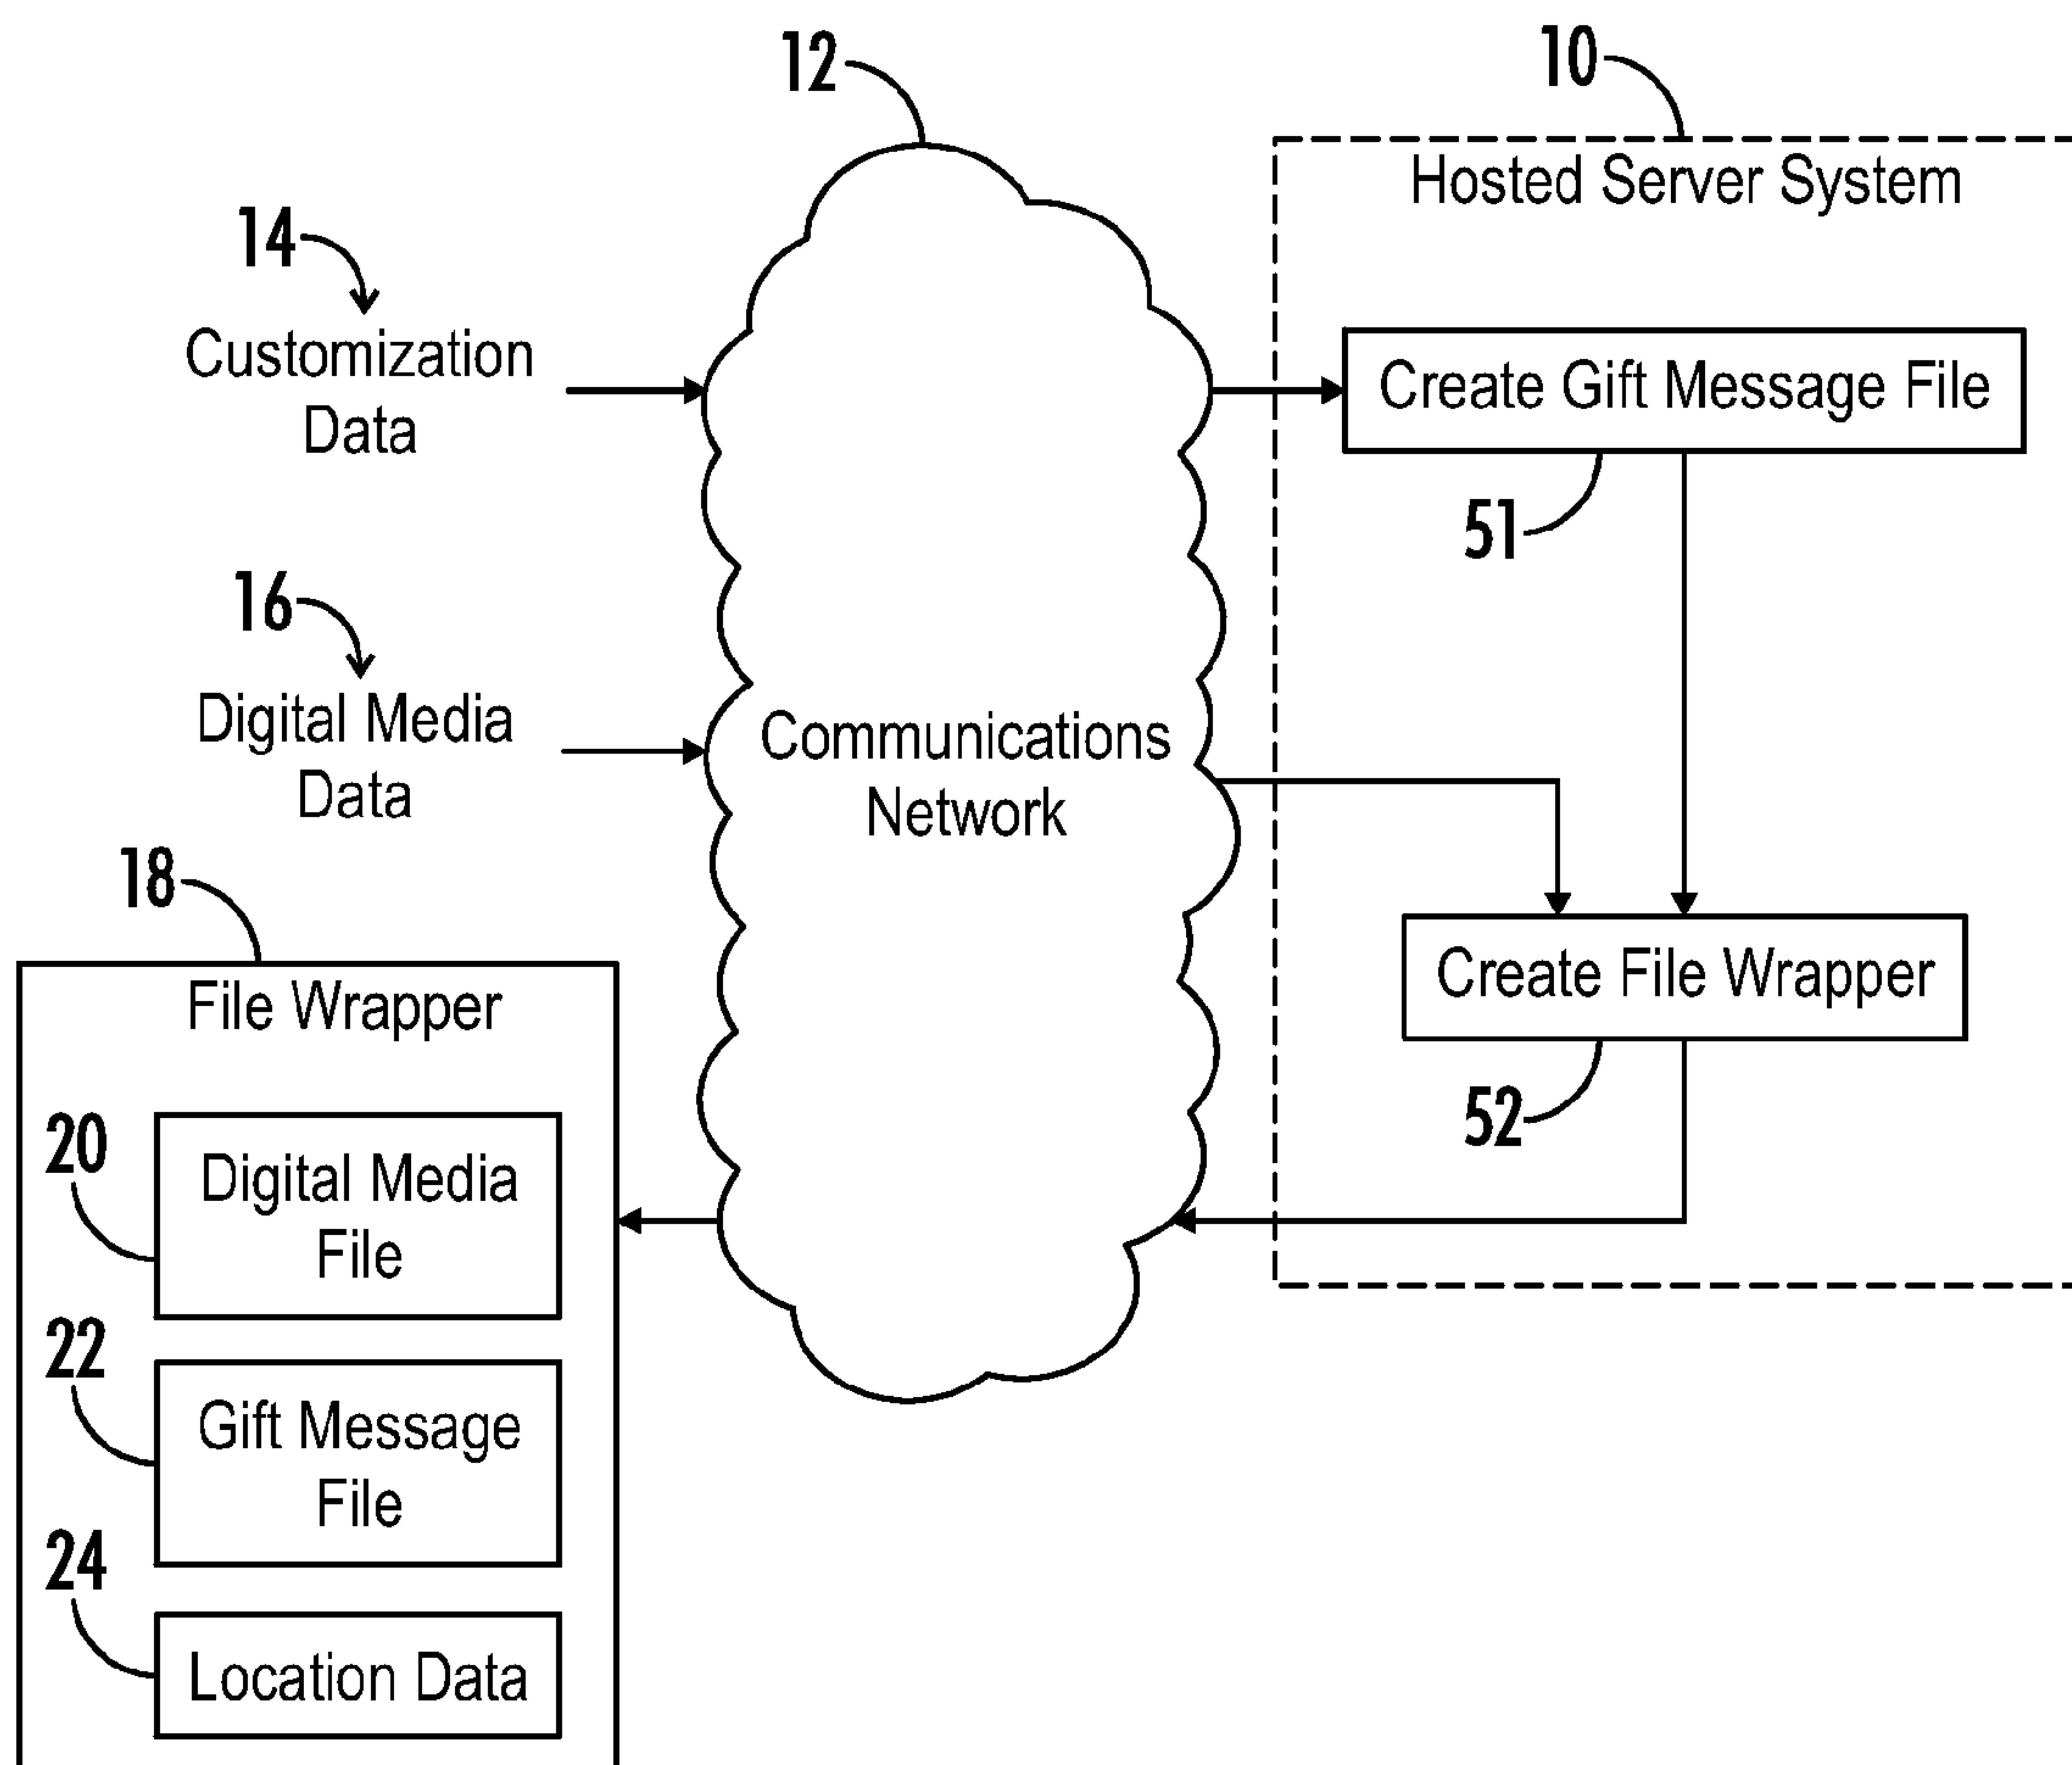 12
10
Hosted Server System
14
Customization
Data
Create Gift Message File
51
16
Digital Media
Data
Communications
Network
18
File Wrapper
Create File Wrapper
52
20
Digital Media
File
22
Gift Message
File
24
Location Data